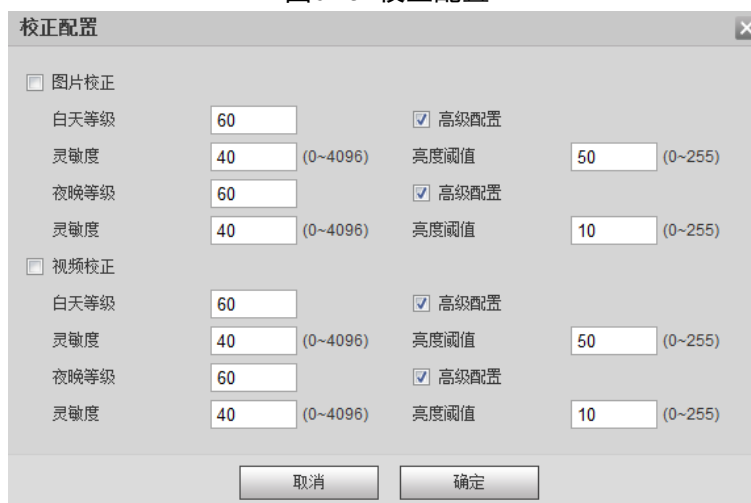 校正配置
图片校正
白天等级 60 高级配置
灵敏度 40 (0~4096) 亮度阈值 50 (0~255)
夜晚等级 60 高级配置
灵敏度 40 (0~4096) 亮度阈值 10 (0~255)
视频校正
白天等级 60 高级配置
灵敏度 40 (0~4096) 亮度阈值 50 (0~255)
夜晚等级 60 高级配置
灵敏度 40 (0~4096) 亮度阈值 10 (0~255)
取消 确定